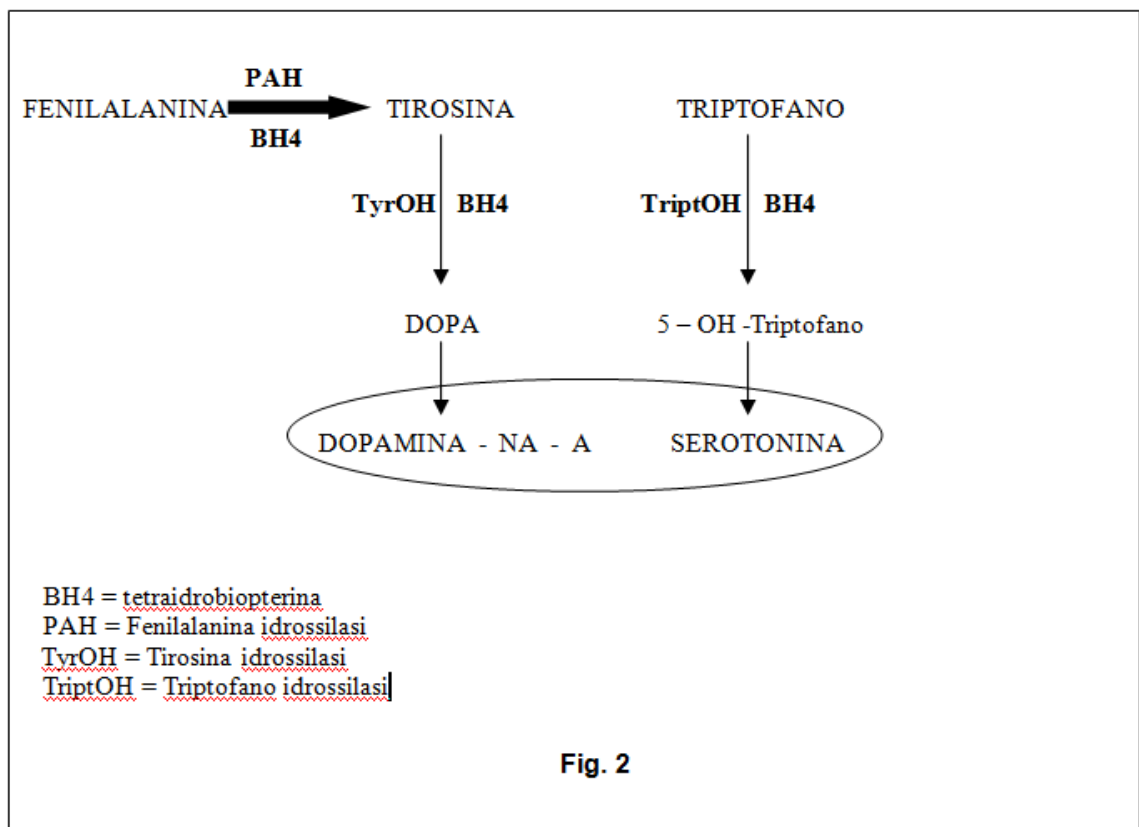 PAH
FENILALANINA TIROSINA TRIPTOFANO
BH4
TyrOH BH4 TriptOH BH4
DOPA 5 – OH -Triptofano
DOPAMINA - NA - A SEROTONINA
BH4 = tetraidrobiopterina
PAH = Fenilalanina idrossilasi
TyrOH = Tirosina idrossilasi
TriptOH = Triptofano idrossilasi
Fig. 2